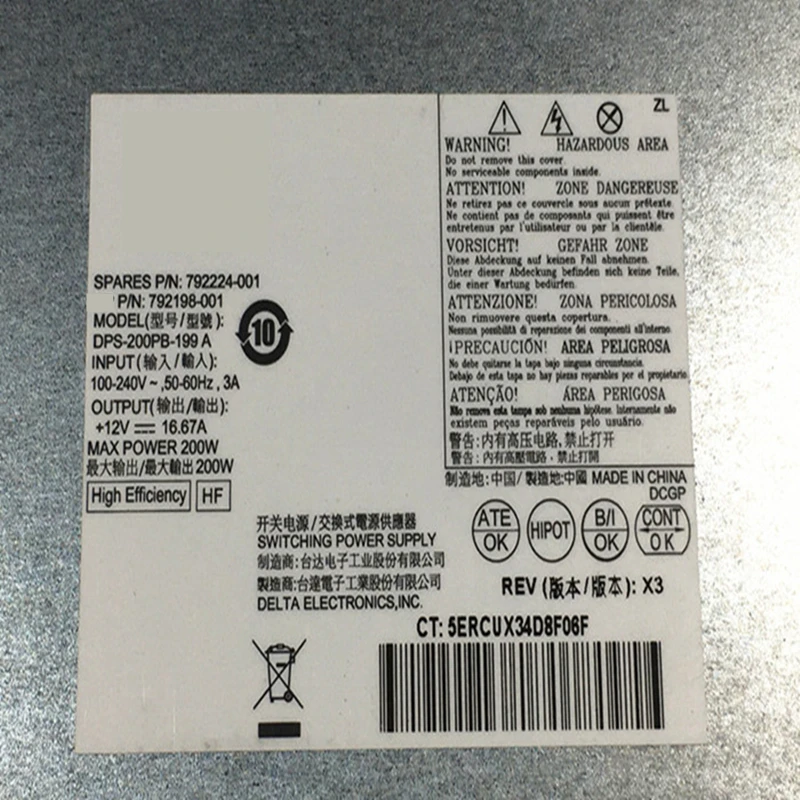 SPARES P/N: 792224-001
P/N: 792198-001
MODEL(型号/型號):
DPS-200PB-199 A
INPUT(输入/輸入):
100-240V~,50-60Hz, 3A
OUTPUT(输出/輸出):
+12V ⎓ 16.67A
MAX POWER 200W
最大输出/最大輸出 200W
High Efficiency HF
10
开关电源/交換式電源供應器
SWITCHING POWER SUPPLY
制造商:台达电子工业股份有限公司
製造商:台達電子工業股份有限公司
DELTA ELECTRONICS,INC.
ZL
WARNING! HAZARDOUS AREA
Do not remove this cover.
No serviceable components inside.
ATTENTION! ZONE DANGEREUSE
Ne retirez pas ce couvercle sous aucun prétexte.
Ne contient pas de composants qui puissent être
entretenus par l'utilisateur ou par la clientèle.
VORSICHT! GEFAHR ZONE
Diese Abdeckung auf keinen Fall abnehmen.
Unter dieser Abdeckung befinden sich keine Teile,
die einer Wartung bedürfen.
ATTENZIONE! ZONA PERICOLOSA
Non rimuovere questa copertura.
Nessuna possibilità di reparazione dei componenti all'interno.
¡PRECAUCIÓN! AREA PELIGROSA
No debe quitarse la tapa bajo ninguna circunstancia.
Debajo de esta tapa no hay piezas reparables por el propietario.
ATENÇÃO! ÁREA PERIGOSA
Não remova esta tampa sob nenhuma hipótese. Internamente não
existem peças reparáveis pelo usuário.
警告:内有高压电路,禁止打开
警告:內有高壓電路,禁止打開
制造地:中国/製造地:中國 MADE IN CHINA
DCGP
ATE OK HIPOT B/I OK CONT OK
REV (版本/版本): X3
CT: 5ERCUX34D8F06F